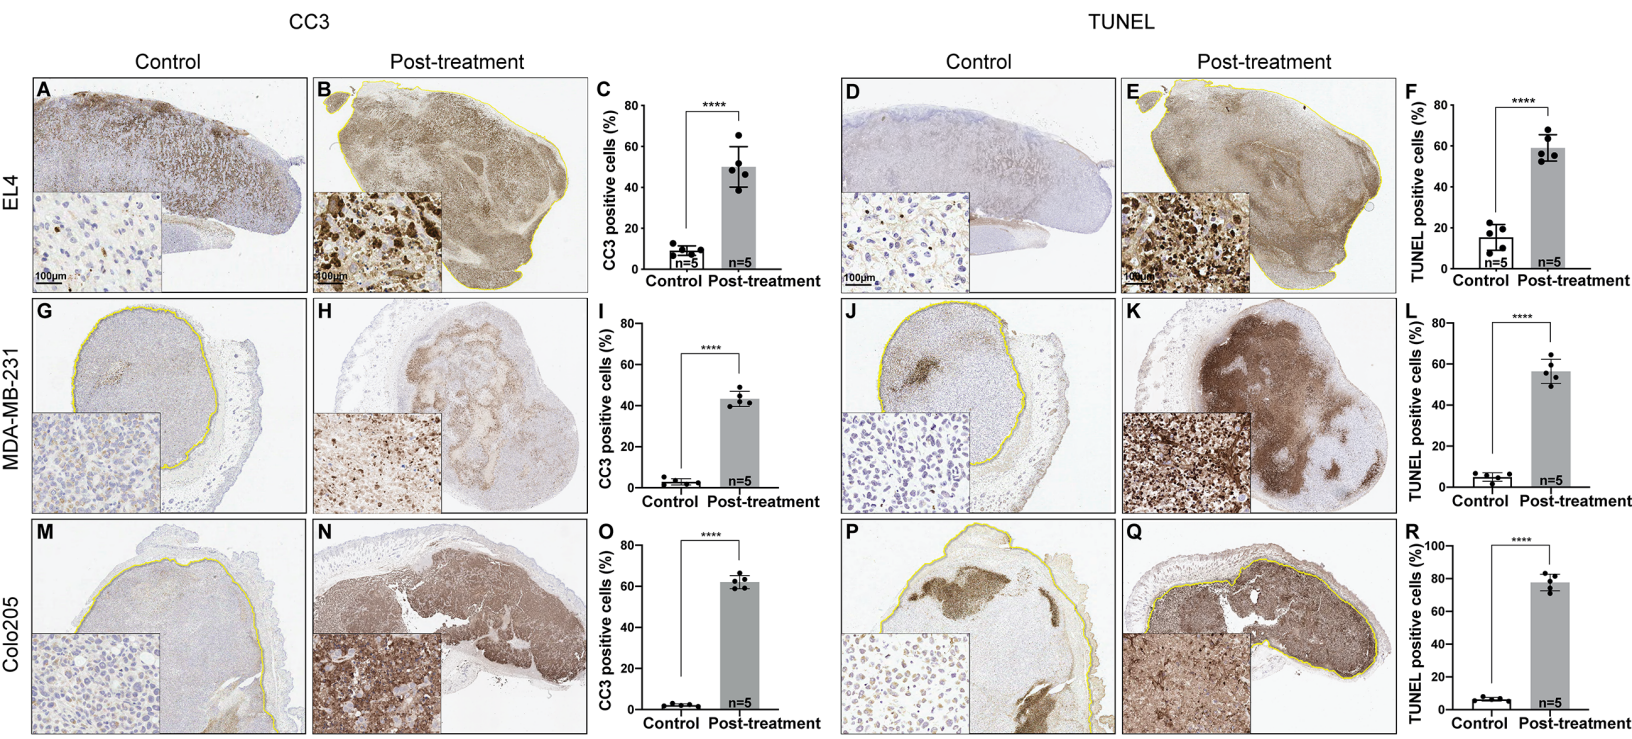 CC3 TUNEL
Control Post-treatment Control Post-treatment
EL4
A
100µm
B
100µm
C
CC3 positive cells (%)
80
60
40
20
0
****
n=5 n=5
Control Post-treatment
D
100µm
E
100µm
F
TUNEL positive cells (%)
80
60
40
20
0
****
n=5 n=5
Control Post-treatment
MDA-MB-231
G
H
I
CC3 positive cells (%)
80
60
40
20
0
****
n=5
Control Post-treatment
J
K
L
TUNEL positive cells (%)
80
60
40
20
0
****
n=5
Control Post-treatment
Colo205
M
N
O
CC3 positive cells (%)
80
60
40
20
0
****
n=5
Control Post-treatment
P
Q
R
TUNEL positive cells (%)
100
80
60
40
20
0
****
n=5
Control Post-treatment